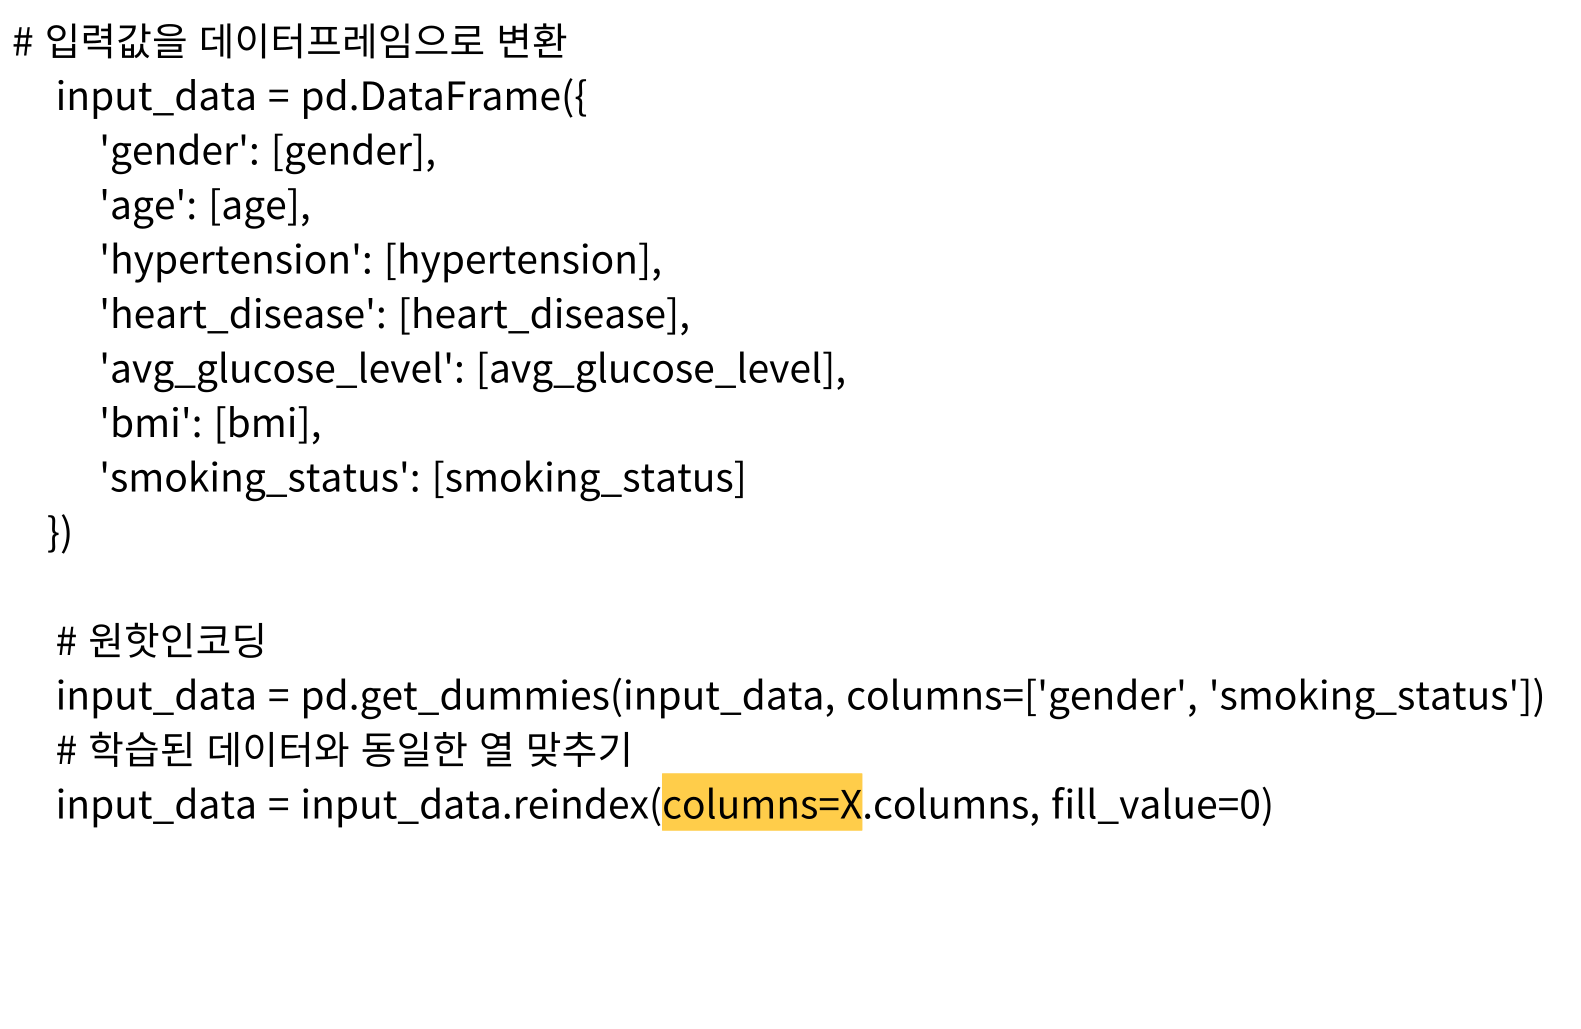 # 입력값을 데이터프레임으로 변환
input_data = pd.DataFrame({
'gender': [gender],
'age': [age],
'hypertension': [hypertension],
'heart_disease': [heart_disease],
'avg_glucose_level': [avg_glucose_level],
'bmi': [bmi],
'smoking_status': [smoking_status]
})
# 원핫인코딩
input_data = pd.get_dummies(input_data, columns=['gender', 'smoking_status'])
# 학습된 데이터와 동일한 열 맞추기
input_data = input_data.reindex(columns=X.columns, fill_value=0)